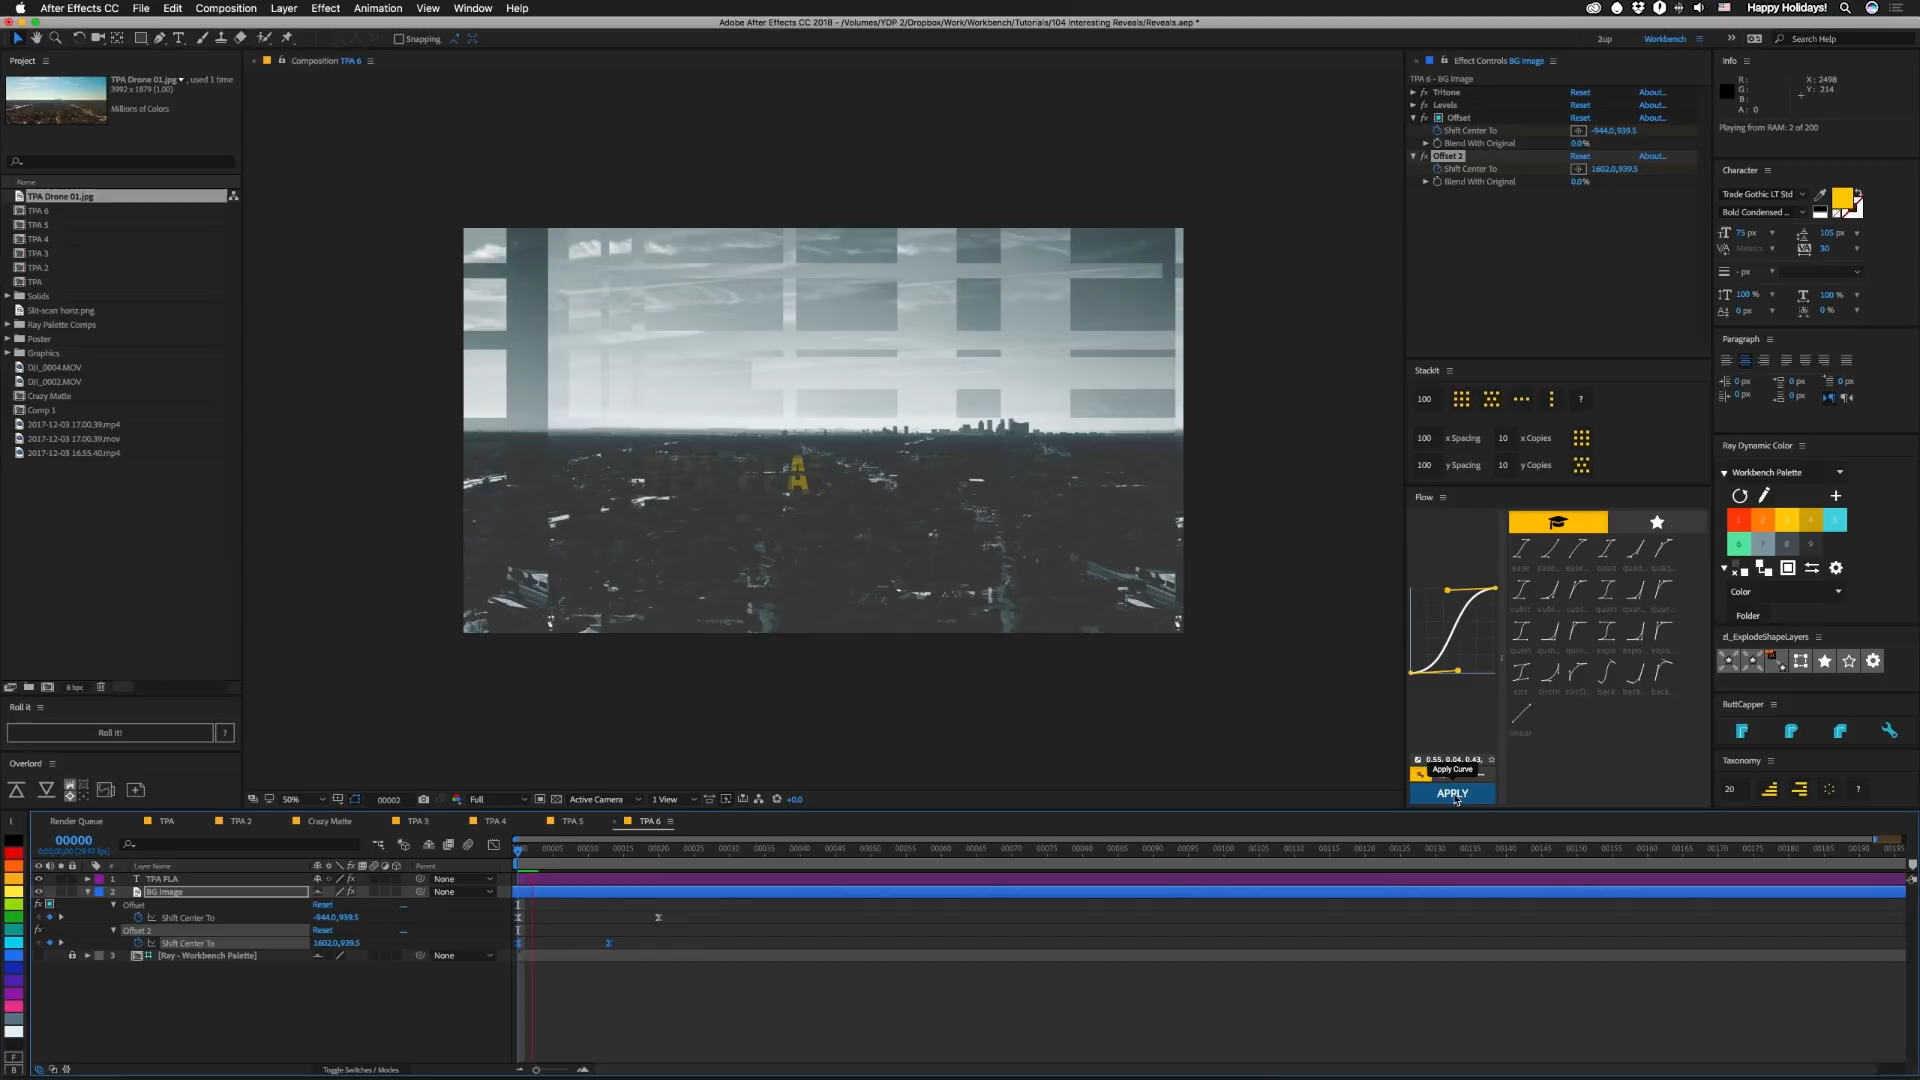 After Effects CC File Edit Composition Layer Effect Animation View Window Help Happy Holidays!
Adobe After Effects CC 2018 - /Volumes/YDP 2/Dropbox/Work/Workbench/Tutorials/104 Interesting Reveals/Reveals.aep *
Snapping 2up Workbench Search Help
Project
TPA Drone 01.jpg , used 1 time
3992 x 1879 (1.00)
Millions of Colors
Name
TPA Drone 01.jpg
TPA 6
TPA 5
TPA 4
TPA 3
TPA 2
TPA
Solids
Slit-scan horiz.png
Ray Palette Comps
Poster
Graphics
DJI_0004.MOV
DJI_0002.MOV
Crazy Matte
Comp 1
2017-12-03 17.00.39.mp4
2017-12-03 17.00.39.mov
2017-12-03 16.55.40.mp4
8 bpc
Roll it
Roll it! ?
Overlord
Composition TPA 6
A
50% 00002 Full Active Camera 1 View +0.0
Effect Controls BG Image
TPA 6 - BG Image
fx Tritone Reset About...
fx Levels Reset About...
fx Offset Reset About...
Shift Center To -944.0,939.5
Blend With Original 0.0%
fx Offset 2 Reset About...
Shift Center To 1602.0,939.5
Blend With Original 0.0%
StackIt
100 ?
100 x Spacing 10 x Copies
100 y Spacing 10 y Copies
Flow
ease ease... ease... quad quad... quad...
cubic cubi... cubi... quart quar... quar...
quint quin... quin... expo expo... expo...
circ circIn circO... back back... back...
linear
0.55, 0.04, 0.43,
Apply Curve
APPLY
Info
R: X: 2498
G: Y: 214
B:
A: 0
Playing from RAM: 2 of 200
Character
Trade Gothic LT Std
Bold Condensed ...
75 px 105 px
Metrics 30
- px
100 % 100 %
0 px 0 %
Paragraph
0 px 0 px 0 px
0 px 0 px
Ray Dynamic Color
Workbench Palette
1 2 3 4 5
6 7 8 9
Color
Folder
zl_ExplodeShapeLayers
ButtCapper
Taxonomy
20 ?
Render Queue TPA TPA 2 Crazy Matte TPA 3 TPA 4 TPA 5 TPA 6
00000
0;00;00;00 (29.97 fps)
00005 00010 00015 00020 00025 00030 00035 00040 00045 00050 00055 00060 00065 00070 00075 00080 00085 00090 00095 00100 00105 00110 00115 00120 00125 00130 00135 00140 00145 00150 00155 00160 00165 00170 00175 00180 00185 00190 00195
# Layer Name Parent
1 T TPA FLA None
2 BG Image None
fx Offset Reset
Shift Center To -944.0,939.5
fx Offset 2 Reset
Shift Center To 1602.0,939.5
3 [Ray - Workbench Palette] None
F
B
Toggle Switches / Modes